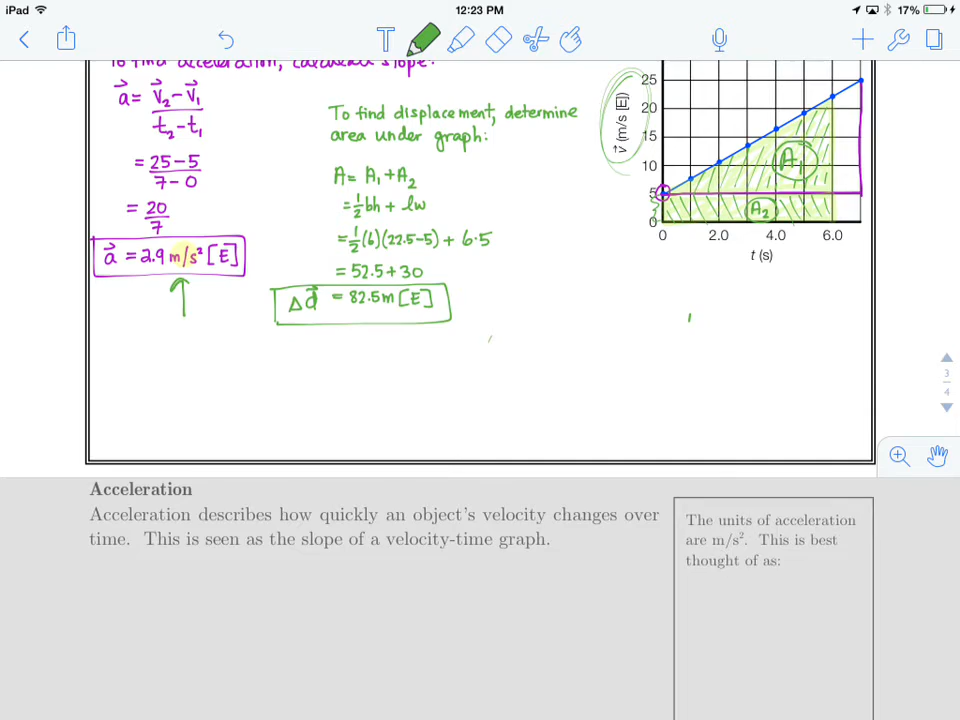 iPad 12:23 PM 17%
T
To find acceleration, calculate slope.
a = v₂ - v₁
t₂ - t₁
= 25 - 5
7 - 0
= 20
7
a = 2.9 m/s² [E]
To find displacement, determine
area under graph:
A = A₁ + A₂
= ½bh + lw
= ½(6)(22.5-5) + 6·5
= 52.5 + 30
Δd = 82.5m [E]
v (m/s [E])
25
20
15
10
5
0
A₁
A₂
0 2.0 4.0 6.0
t (s)
3
4
Acceleration
Acceleration describes how quickly an object's velocity changes over
time. This is seen as the slope of a velocity-time graph.
The units of acceleration
are m/s². This is best
thought of as: